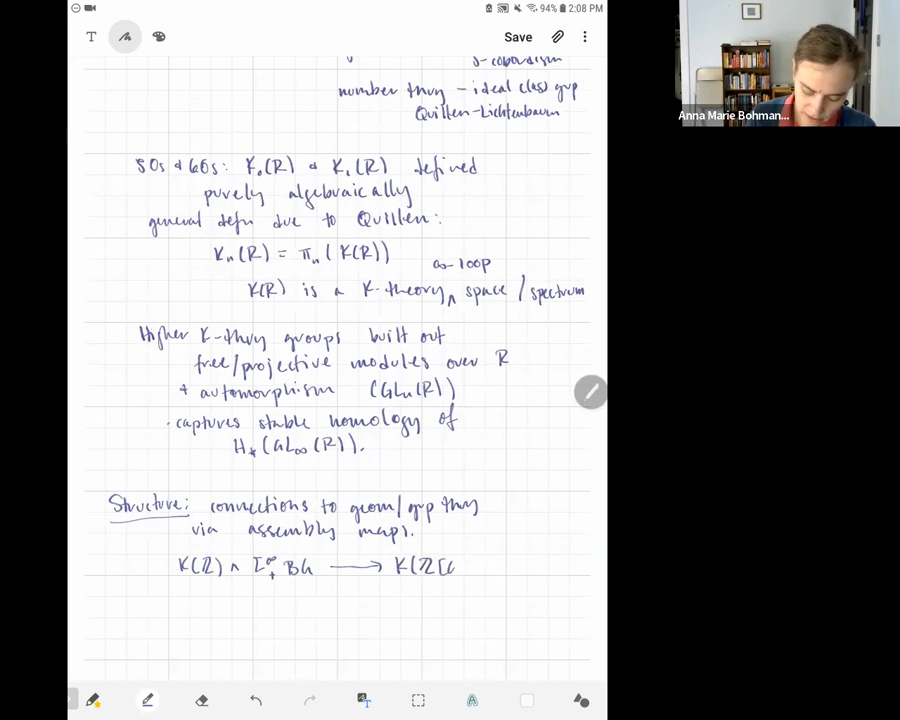 94% 2:08 PM
T
Save
s-cobordism
number thry - ideal class grp
Quillen-Lichtenbaum
50s & 60s: K₀(R) & K₁(R) defined
purely algebraically
general defn due to Quillen:
Kₙ(R) = πₙ(K(R))
∞-loop
K(R) is a K-theory ‸ space / spectrum
Higher K-thry groups built out
free/projective modules over R
+ automorphism (GLn(R))
· captures stable homology of
H⁎(GL∞(R)).
Structure: connections to geom/grp thry
via assembly maps.
K(ℤ) ∧ Σ₊^∞ BG ⟶ K(ℤ[G
Anna Marie Bohman...